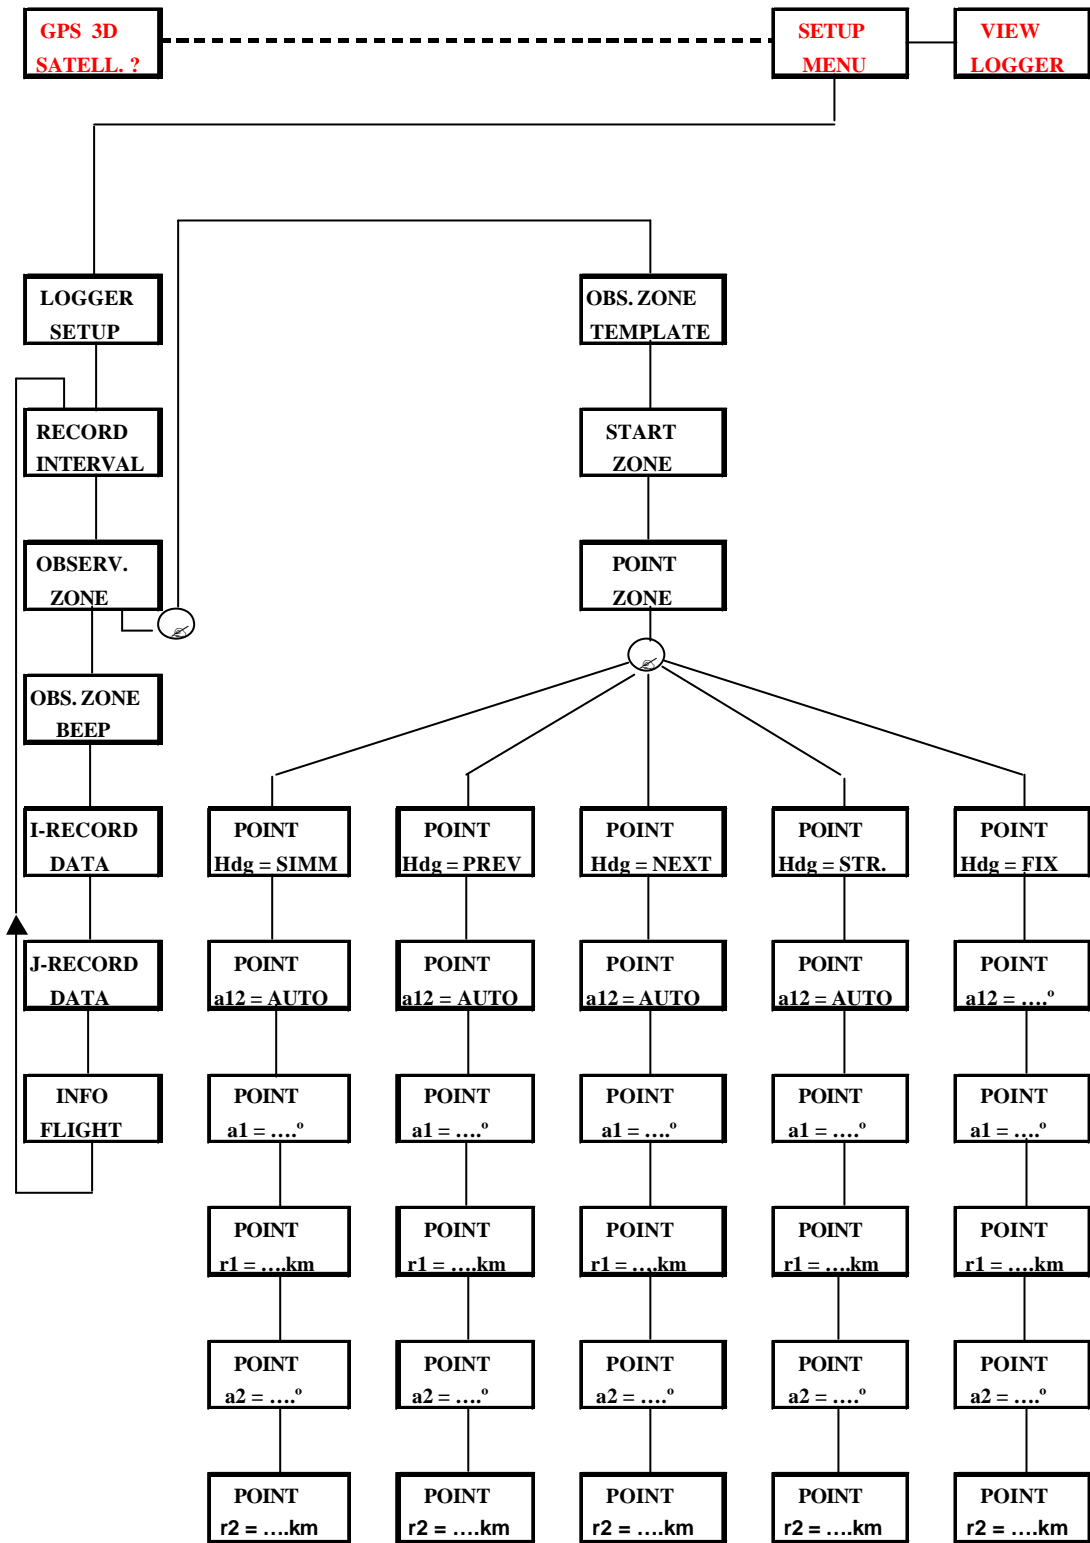 GPS 3D
SATELL. ?
SETUP
MENU
VIEW
LOGGER
LOGGER
SETUP
OBS. ZONE
TEMPLATE
RECORD
INTERVAL
START
ZONE
OBSERV.
ZONE
POINT
ZONE
OBS. ZONE
BEEP
I-RECORD
DATA
POINT
Hdg = SIMM
POINT
Hdg = PREV
POINT
Hdg = NEXT
POINT
Hdg = STR.
POINT
Hdg = FIX
J-RECORD
DATA
POINT
a12 = AUTO
POINT
a12 = AUTO
POINT
a12 = AUTO
POINT
a12 = AUTO
POINT
a12 = ….º
INFO
FLIGHT
POINT
a1 = ….º
POINT
a1 = ….º
POINT
a1 = ….º
POINT
a1 = ….º
POINT
a1 = ….º
POINT
r1 = ….km
POINT
r1 = ….km
POINT
r1 = ….km
POINT
r1 = ….km
POINT
r1 = ….km
POINT
a2 = ….º
POINT
a2 = ….º
POINT
a2 = ….º
POINT
a2 = ….º
POINT
a2 = ….º
POINT
r2 = ….km
POINT
r2 = ….km
POINT
r2 = ….km
POINT
r2 = ….km
POINT
r2 = ….km